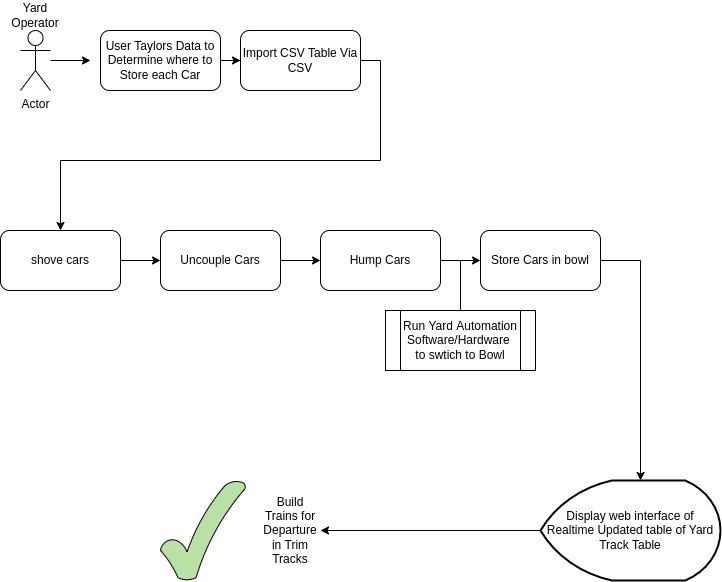 Yard
Operator
Actor
User Taylors Data to
Determine where to
Store each Car
Import CSV Table Via
CSV
shove cars
Uncouple Cars
Hump Cars
Store Cars in bowl
Run Yard Automation
Software/Hardware
to swtich to Bowl
Display web interface of
Realtime Updated table of Yard
Track Table
Build
Trains for
Departure
in Trim
Tracks